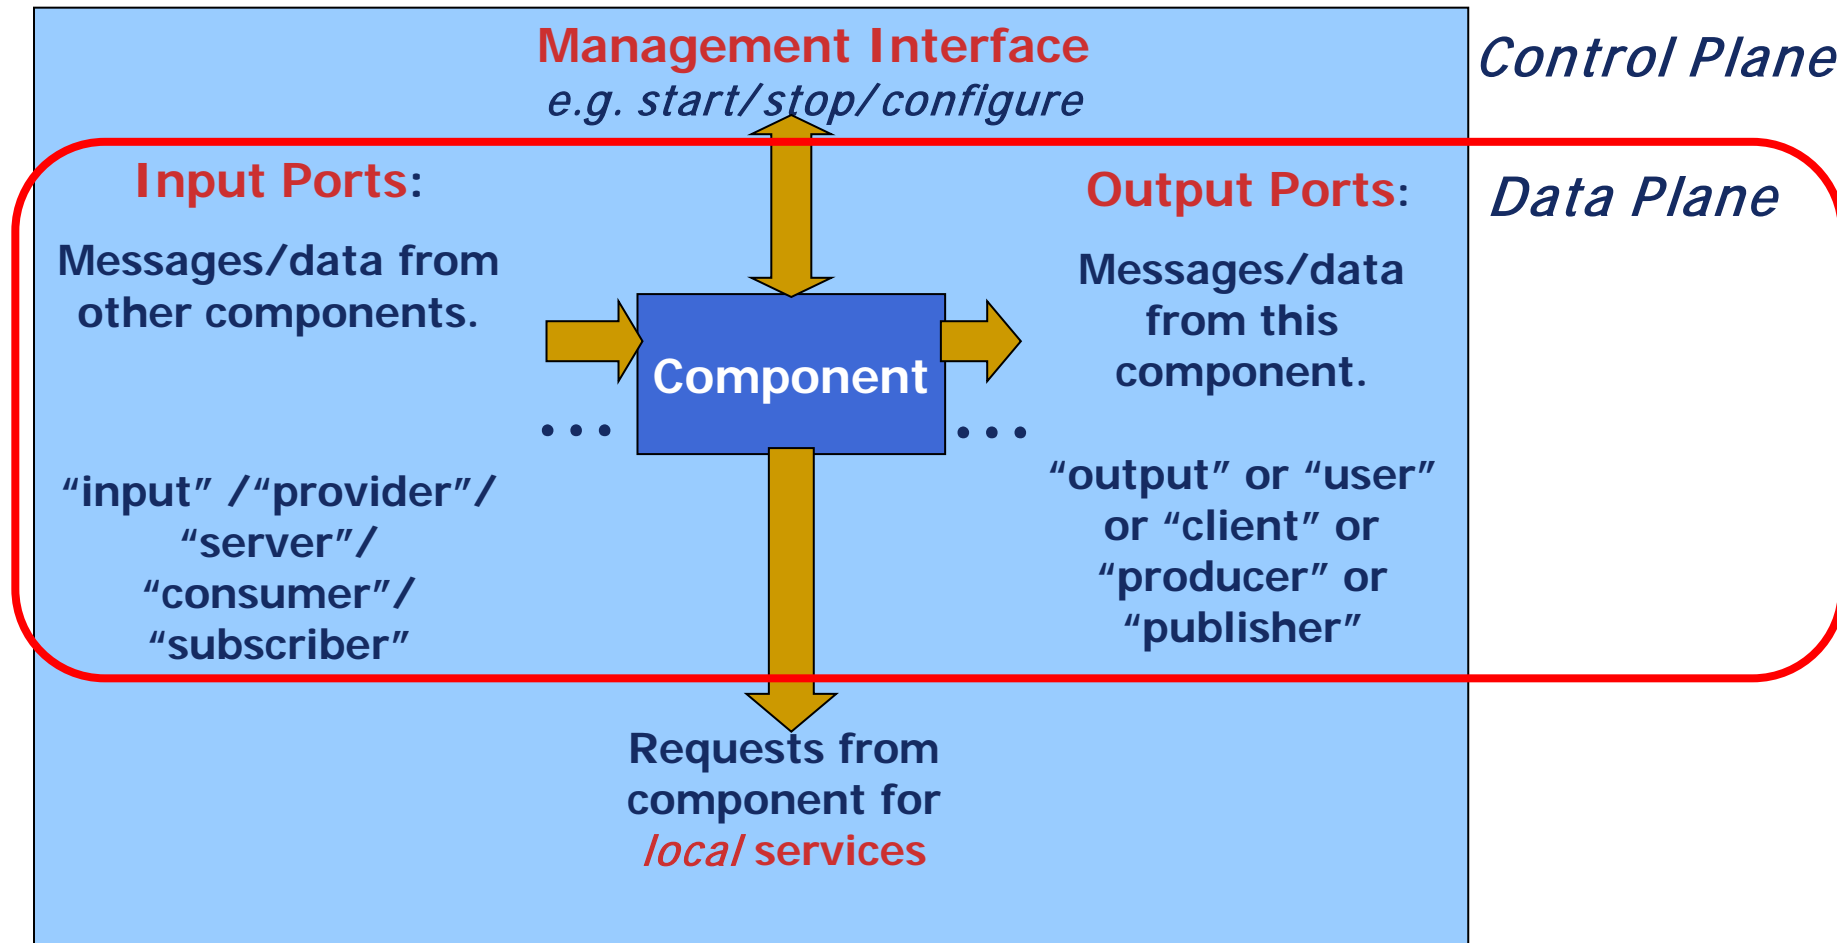 Management Interface
e.g. start/stop/configure
Control Plane
Input Ports:
Messages/data from
other components.
“input” /“provider”/
“server”/
“consumer”/
“subscriber”
Component
...
...
Output Ports:
Messages/data
from this
component.
“output” or “user”
or “client” or
“producer” or
“publisher”
Data Plane
Requests from
component for
local services